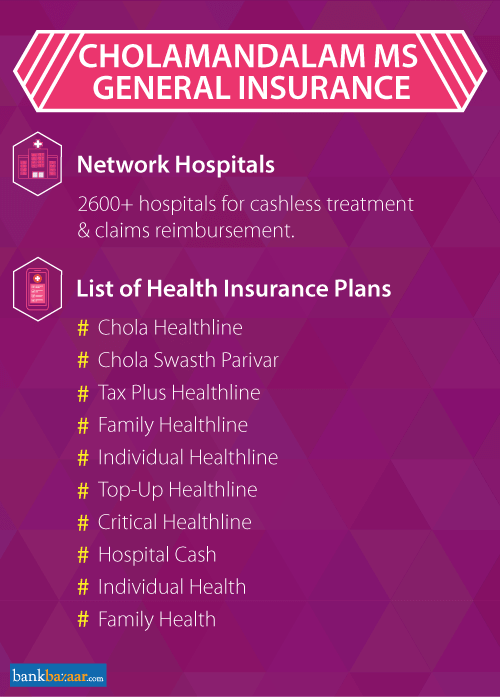 CHOLAMANDALAM MS
GENERAL INSURANCE
Network Hospitals
2600+ hospitals for cashless treatment
& claims reimbursement.
List of Health Insurance Plans
# Chola Healthline
# Chola Swasth Parivar
# Tax Plus Healthline
# Family Healthline
# Individual Healthline
# Top-Up Healthline
# Critical Healthline
# Hospital Cash
# Individual Health
# Family Health
bankbazaar.com